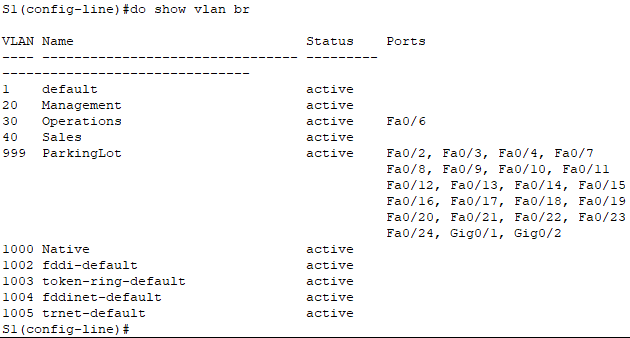 S1(config-line)#do show vlan br
VLAN Name                             Status    Ports
---- -------------------------------- --------- -------------------------------
1    default                          active
20   Management                       active
30   Operations                       active    Fa0/6
40   Sales                            active
999  ParkingLot                       active    Fa0/2, Fa0/3, Fa0/4, Fa0/7
                                                Fa0/8, Fa0/9, Fa0/10, Fa0/11
                                                Fa0/12, Fa0/13, Fa0/14, Fa0/15
                                                Fa0/16, Fa0/17, Fa0/18, Fa0/19
                                                Fa0/20, Fa0/21, Fa0/22, Fa0/23
                                                Fa0/24, Gig0/1, Gig0/2
1000 Native                           active
1002 fddi-default                     active
1003 token-ring-default               active
1004 fddinet-default                  active
1005 trnet-default                    active
S1(config-line)#